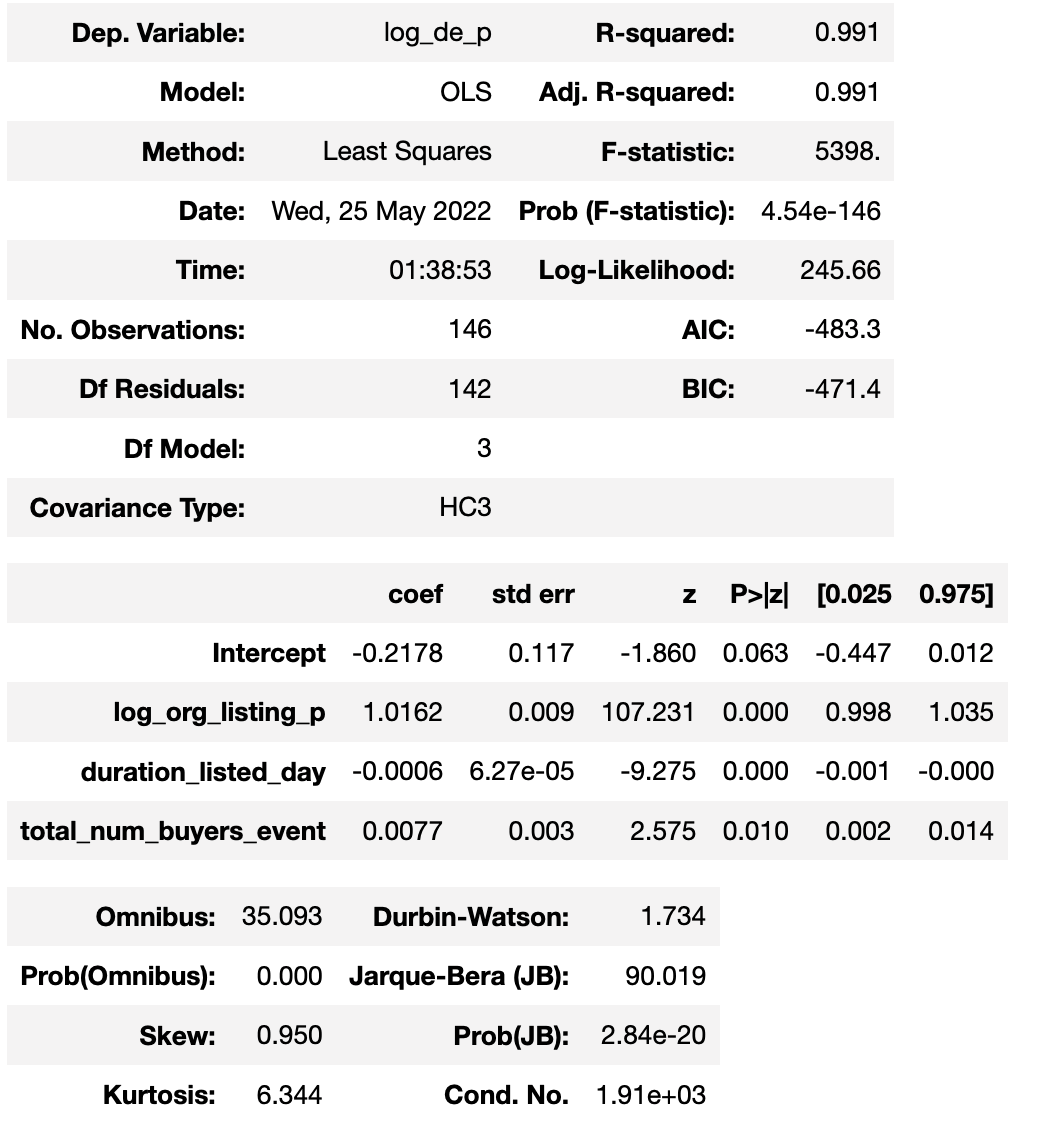 Dep. Variable: log_de_p R-squared: 0.991
Model: OLS Adj. R-squared: 0.991
Method: Least Squares F-statistic: 5398.
Date: Wed, 25 May 2022 Prob (F-statistic): 4.54e-146
Time: 01:38:53 Log-Likelihood: 245.66
No. Observations: 146 AIC: -483.3
Df Residuals: 142 BIC: -471.4
Df Model: 3
Covariance Type: HC3
coef std err z P>|z| [0.025 0.975]
Intercept -0.2178 0.117 -1.860 0.063 -0.447 0.012
log_org_listing_p 1.0162 0.009 107.231 0.000 0.998 1.035
duration_listed_day -0.0006 6.27e-05 -9.275 0.000 -0.001 -0.000
total_num_buyers_event 0.0077 0.003 2.575 0.010 0.002 0.014
Omnibus: 35.093 Durbin-Watson: 1.734
Prob(Omnibus): 0.000 Jarque-Bera (JB): 90.019
Skew: 0.950 Prob(JB): 2.84e-20
Kurtosis: 6.344 Cond. No. 1.91e+03